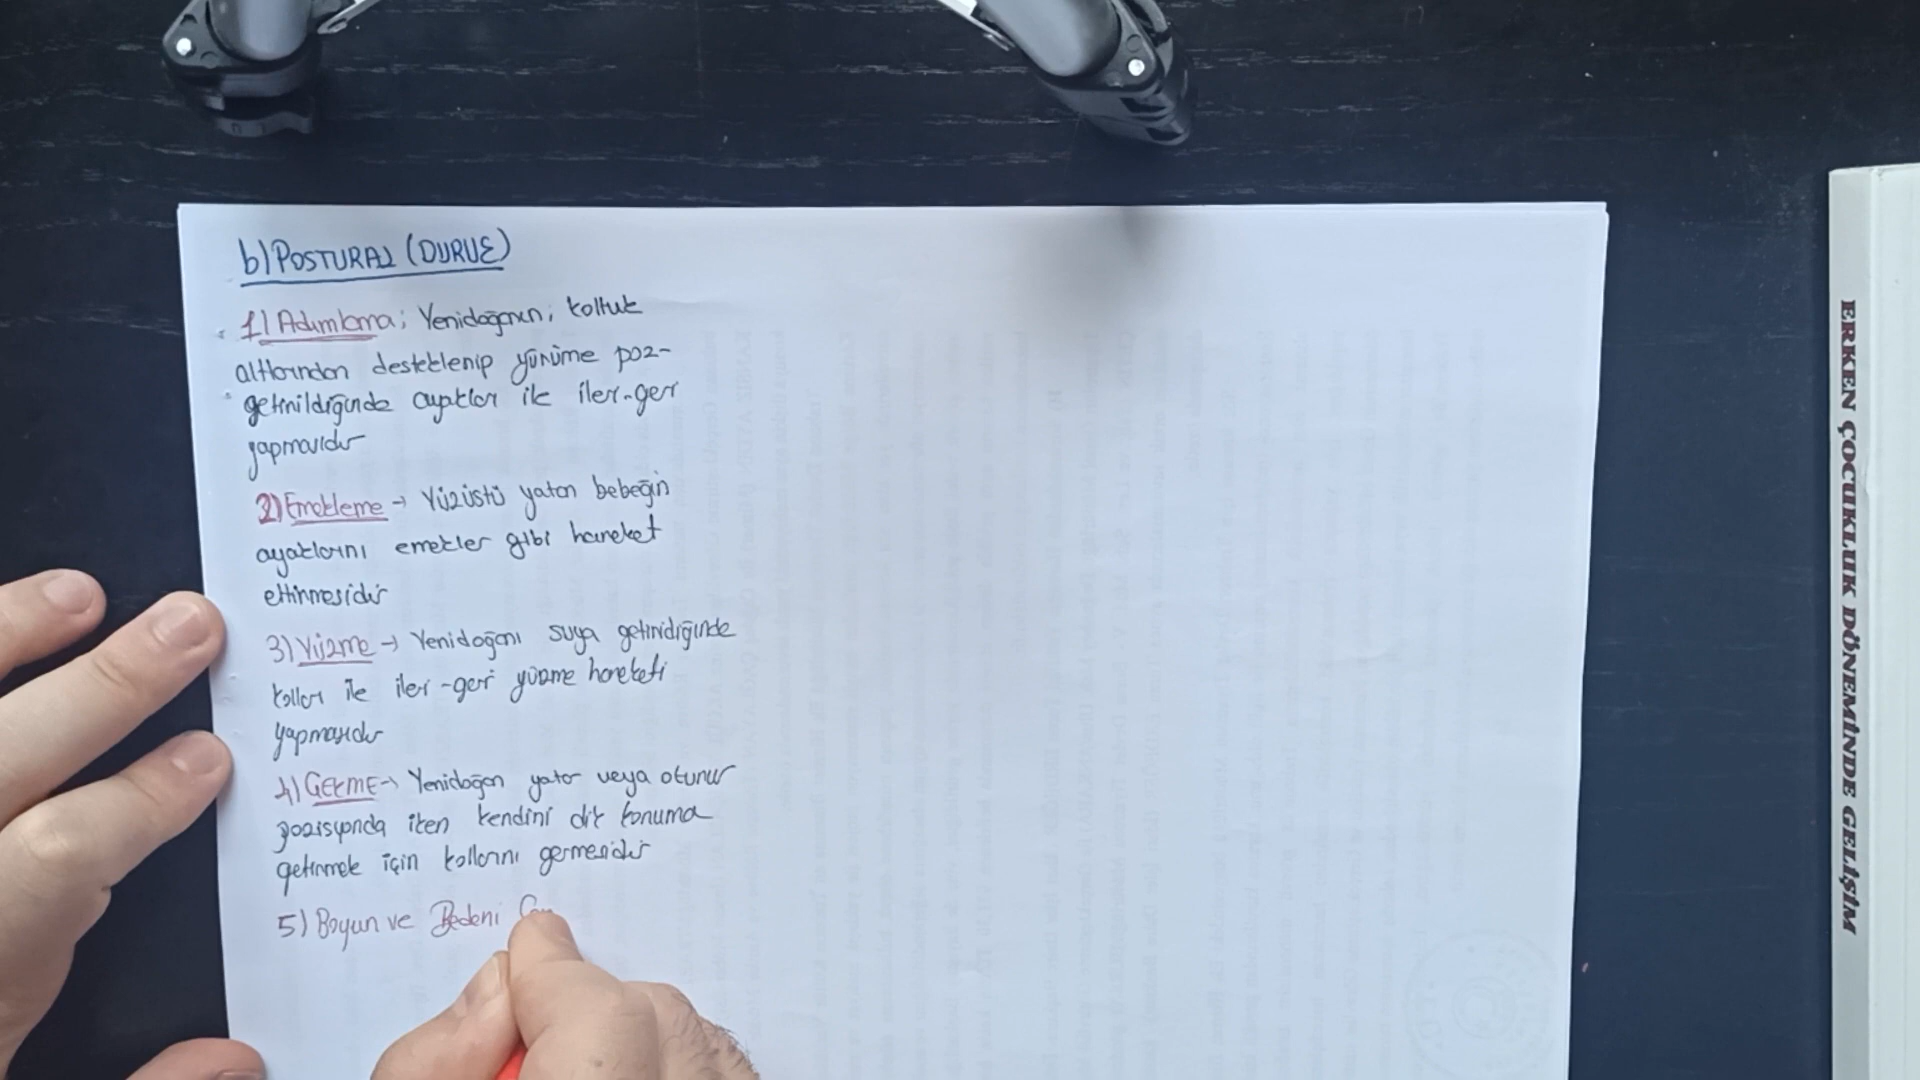 b) POSTURAL (DURUŞ)
1) Adımlama; Yenidoğanın; koltuk
altlarından desteklenip yürüme poz-
getirildiğinde ayaklar ile ileri-geri
yapmasıdır
2) Emekleme → Yüzüstü yatan bebeğin
ayaklarını emekler gibi hareket
ettirmesidir
3) Yüzme → Yenidoğanı suya getirildiğinde
kolları ile ileri-geri yüzme hareketi
yapmasıdır
4) GERME → Yenidoğan yatar veya oturur
pozisyonda iken kendini dik konuma
getirmek için kollarını germesidir
5) Boyun ve Bedeni
ERKEN ÇOCUKLUK DÖNEMİNDE GELİŞİM